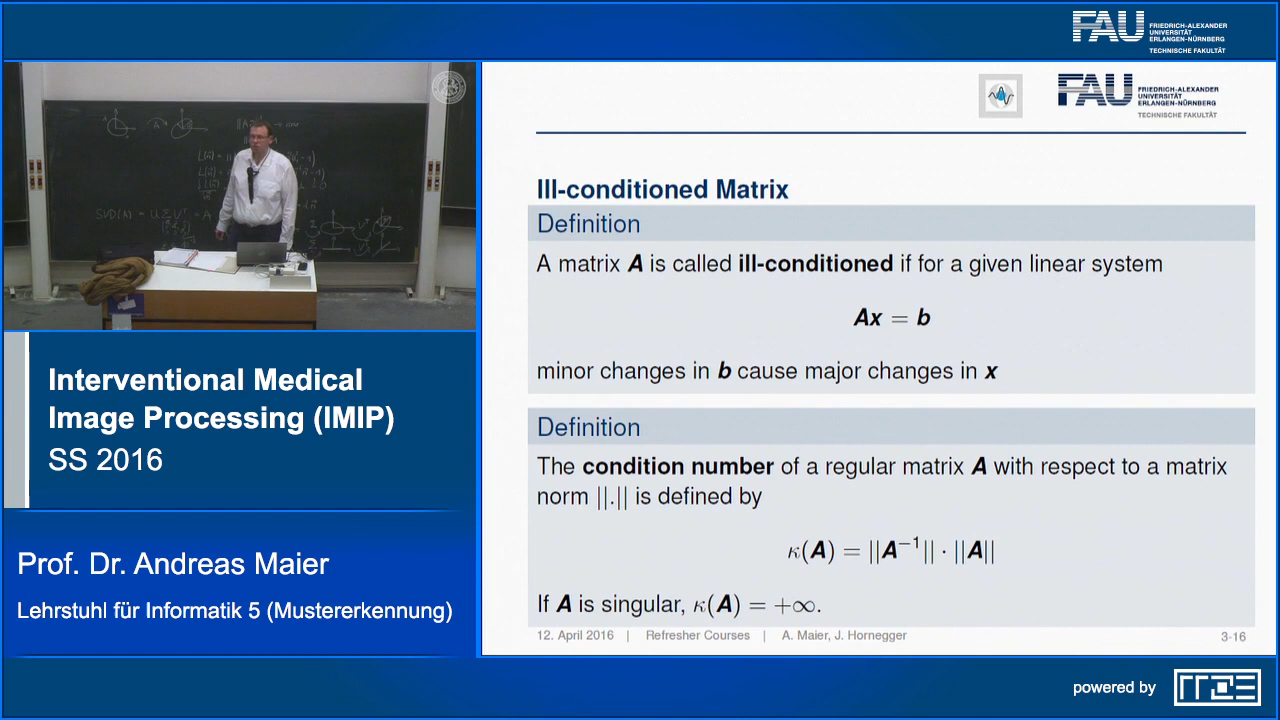 FAU
FRIEDRICH-ALEXANDER
UNIVERSITÄT
ERLANGEN-NÜRNBERG
TECHNISCHE FAKULTÄT
FAU
FRIEDRICH-ALEXANDER
UNIVERSITÄT
ERLANGEN-NÜRNBERG
TECHNISCHE FAKULTÄT
SVD(A) = U Σ Vᵀ = A
Interventional Medical
Image Processing (IMIP)
SS 2016
Prof. Dr. Andreas Maier
Lehrstuhl für Informatik 5 (Mustererkennung)
Ill-conditioned Matrix
Definition
A matrix A is called ill-conditioned if for a given linear system
Ax = b
minor changes in b cause major changes in x
Definition
The condition number of a regular matrix A with respect to a matrix
norm ||.|| is defined by
κ(A) = ||A⁻¹|| · ||A||
If A is singular, κ(A) = +∞.
12. April 2016 | Refresher Courses | A. Maier, J. Hornegger 3-16
powered by
RRZE